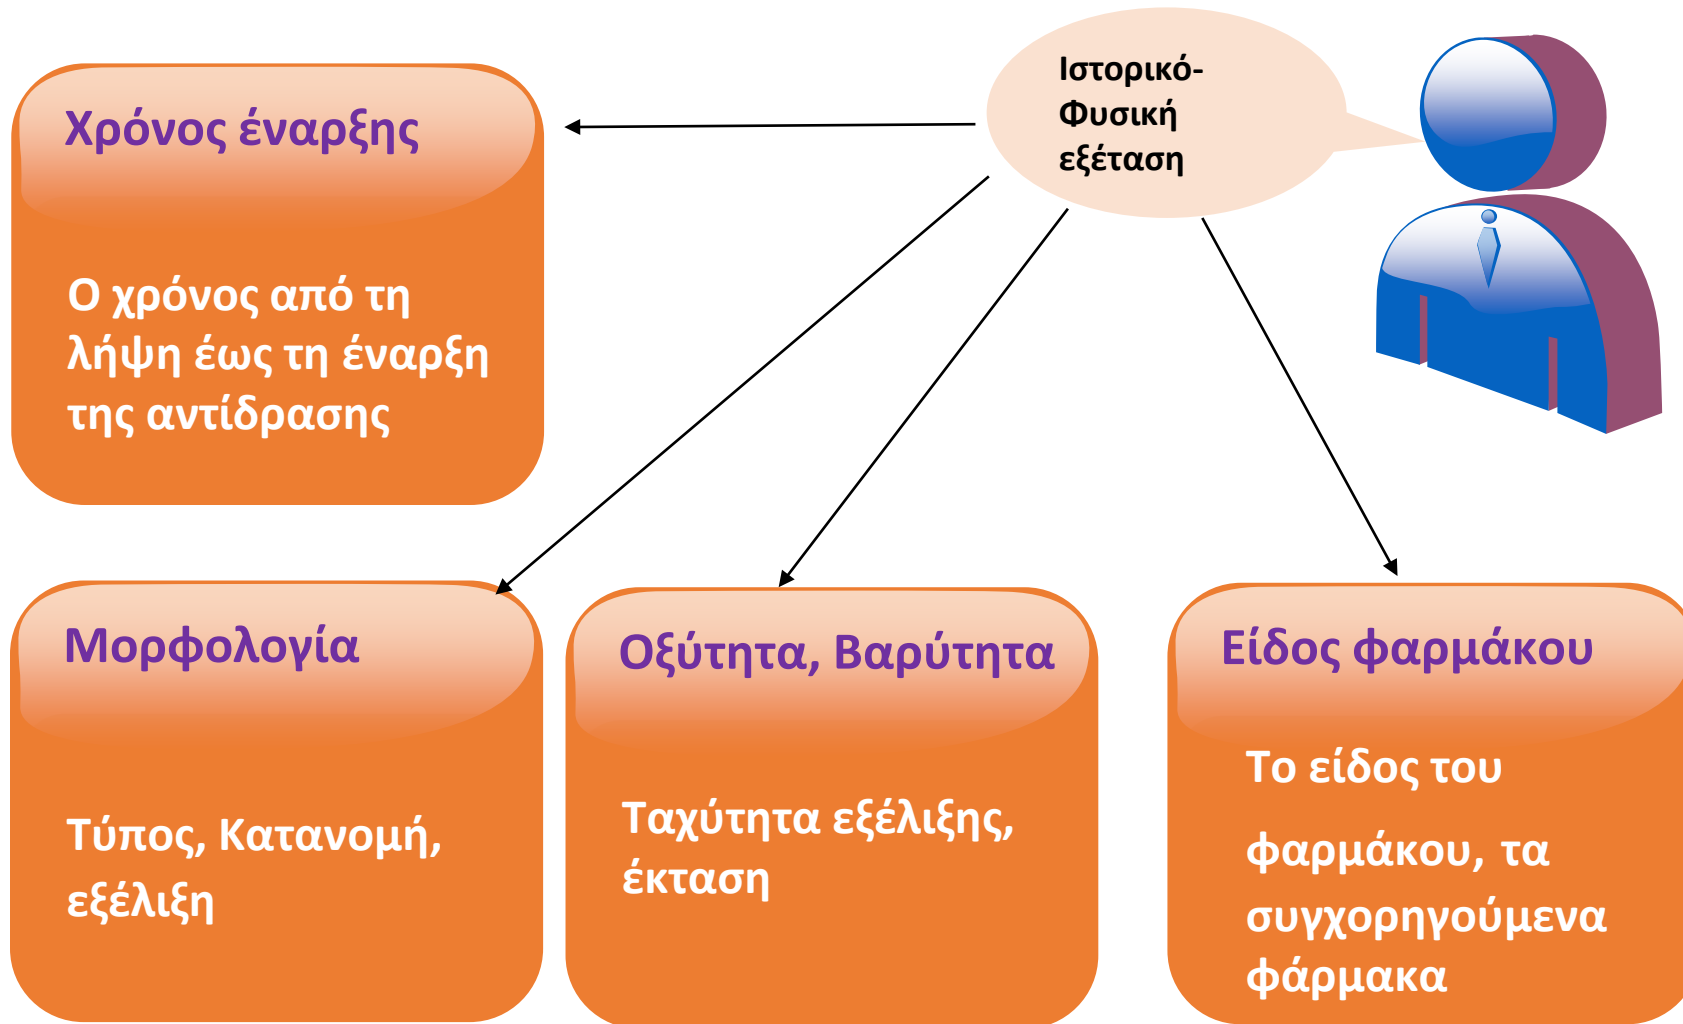 Ιστορικό-
Φυσική
εξέταση
Χρόνος έναρξης
Ο χρόνος από τη
λήψη έως τη έναρξη
της αντίδρασης
Μορφολογία
Τύπος, Κατανομή,
εξέλιξη
Οξύτητα, Βαρύτητα
Ταχύτητα εξέλιξης,
έκταση
Είδος φαρμάκου
Το είδος του
φαρμάκου, τα
συγχορηγούμενα
φάρμακα